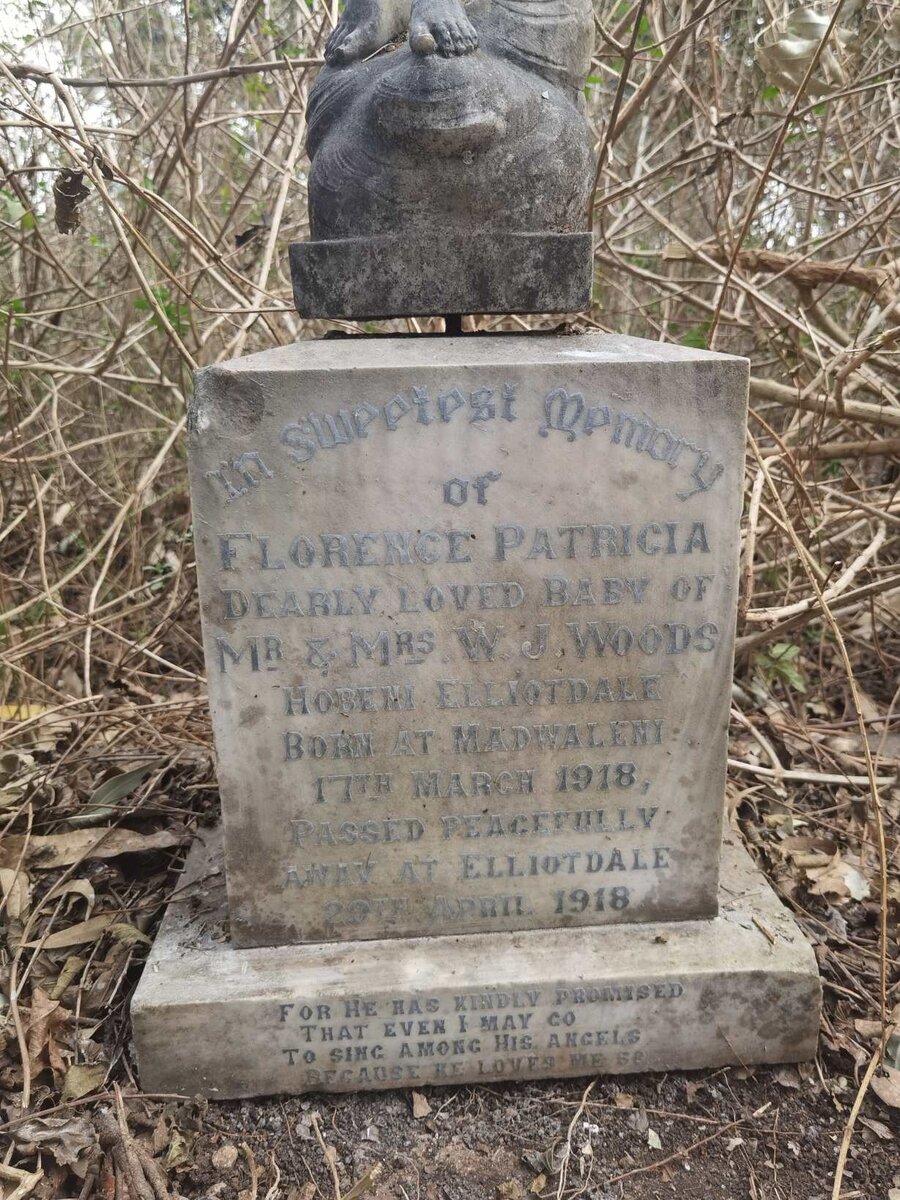 In Sweetest Memory
of
FLORENCE PATRICIA
DEARLY LOVED BABY OF
MR & MRS. W. J. WOODS
HOBENI ELLIOTDALE
BORN AT MADWALENI
17TH MARCH 1918,
PASSED PEACEFULLY
AWAY AT ELLIOTDALE
29TH APRIL 1918
FOR HE HAS KINDLY PROMISED
THAT EVEN I MAY GO
TO SING AMONG HIS ANGELS
BECAUSE HE LOVES ME SO